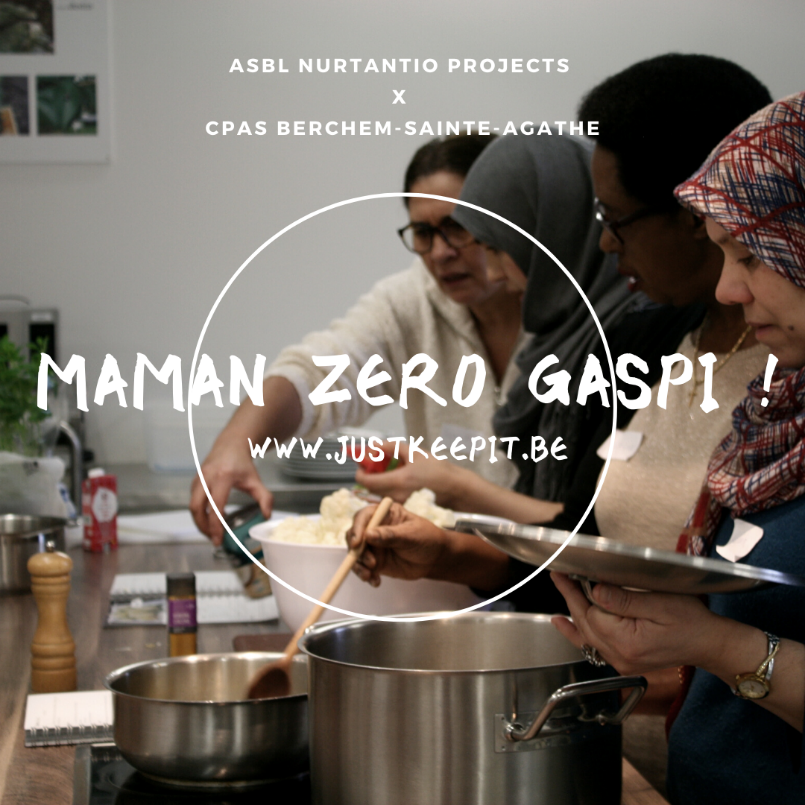 ASBL NURTANTIO PROJECTS
X
CPAS BERCHEM-SAINTE-AGATHE
MAMAN ZERO GASPI !
WWW.JUSTKEEPIT.BE